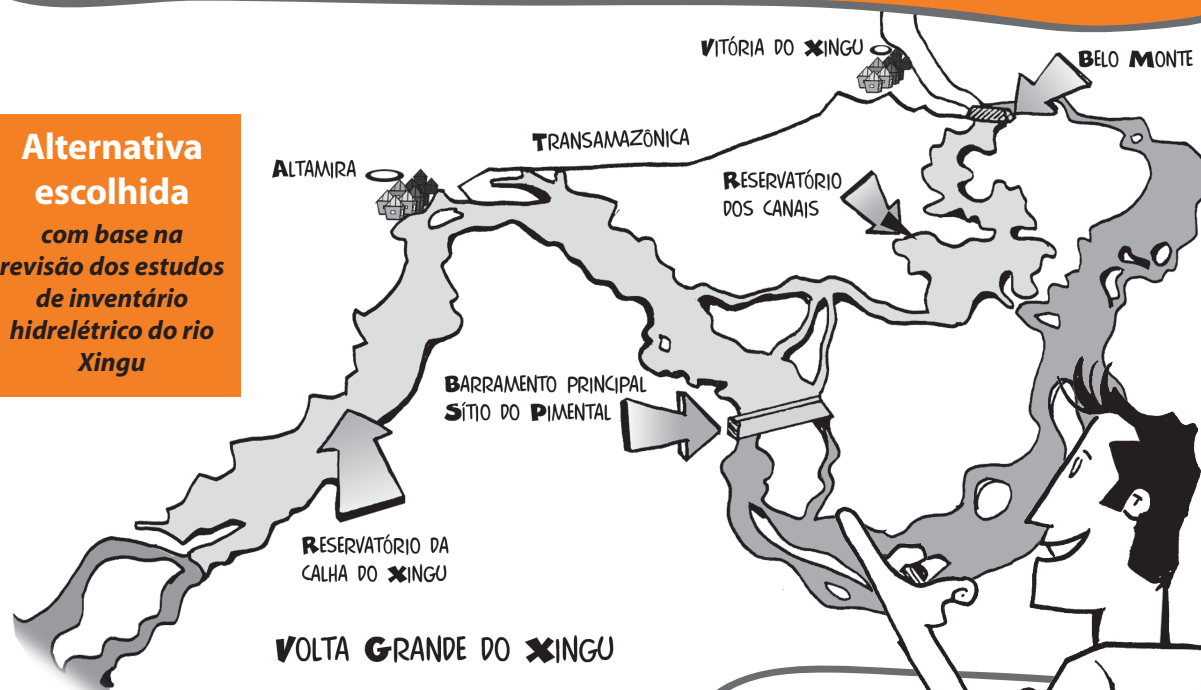 VITÓRIA DO XINGU
BELO MONTE
Alternativa
escolhida
com base na
revisão dos estudos
de inventário
hidrelétrico do rio
Xingu
ALTAMIRA
TRANSAMAZÔNICA
RESERVATÓRIO
DOS CANAIS
BARRAMENTO PRINCIPAL
SÍTIO DO PIMENTAL
RESERVATÓRIO DA
CALHA DO XINGU
VOLTA GRANDE DO XINGU